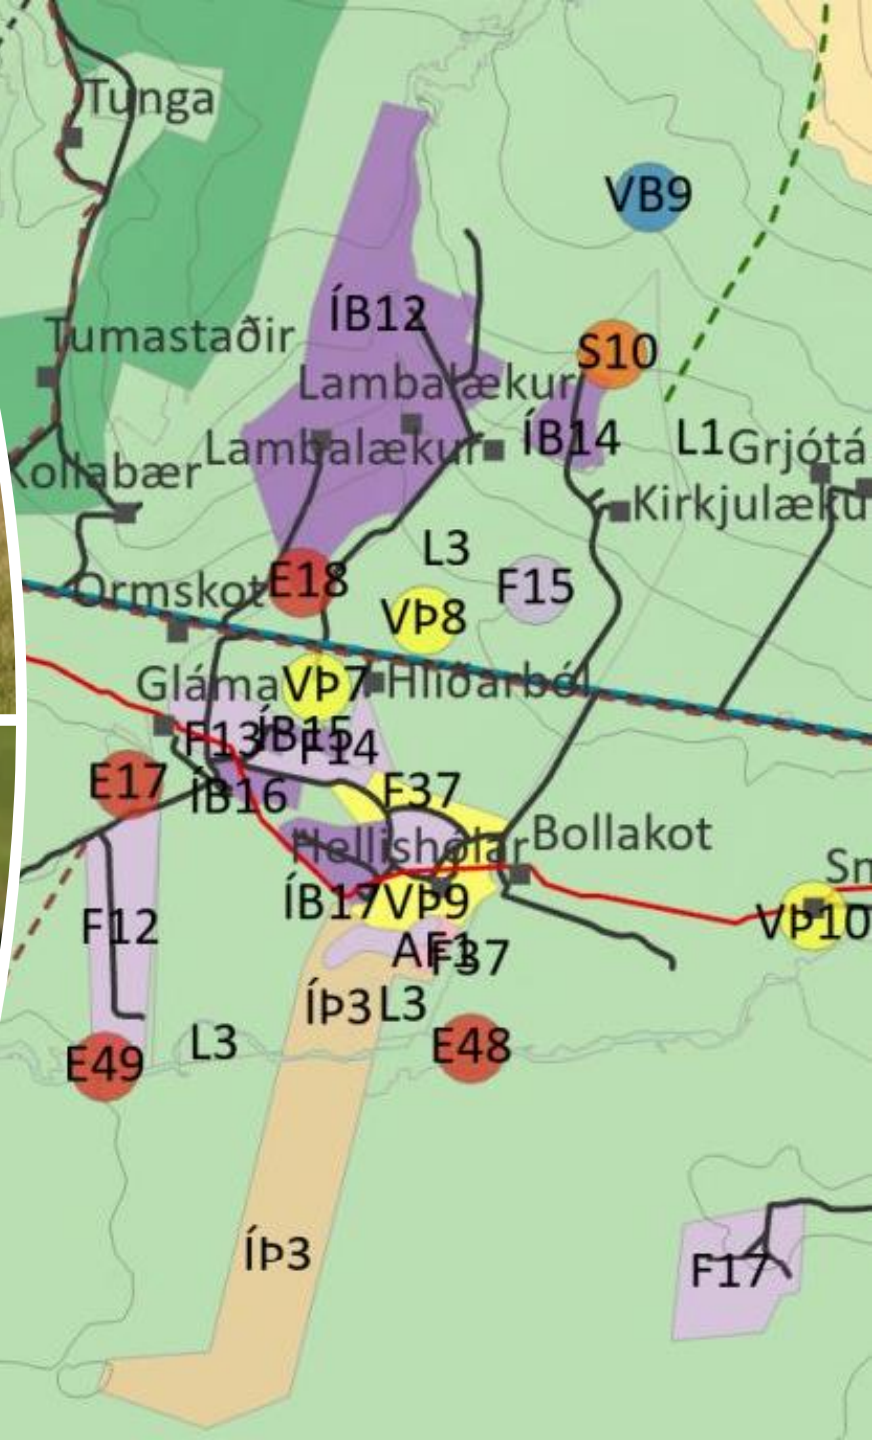 Tunga
VB9
ÍB12
Tumastaðir
S10
Lambalækur
ÍB14
L1
Grjótá
Lambalækur
Kollabær
Kirkjulæku
L3
E18
F15
Ormskot
VÞ8
Gláma
VÞ7
Hlíðarból
F13
ÍB15
F14
E17
ÍB16
F37
Hellishólar
Bollakot
Sm
ÍB17
VÞ9
VÞ10
F12
AF1
F37
ÍÞ3
L3
L3
E48
E49
ÍÞ3
F17